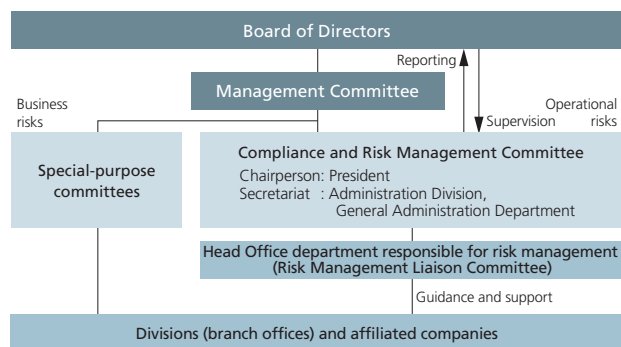 Board of Directors
Reporting
Management Committee
Business
risks
Operational
risks
Supervision
Special-purpose
committees
Compliance and Risk Management Committee
Chairperson: President
Secretariat : Administration Division,
General Administration Department
Head Office department responsible for risk management
(Risk Management Liaison Committee)
Guidance and support
Divisions (branch offices) and affiliated companies